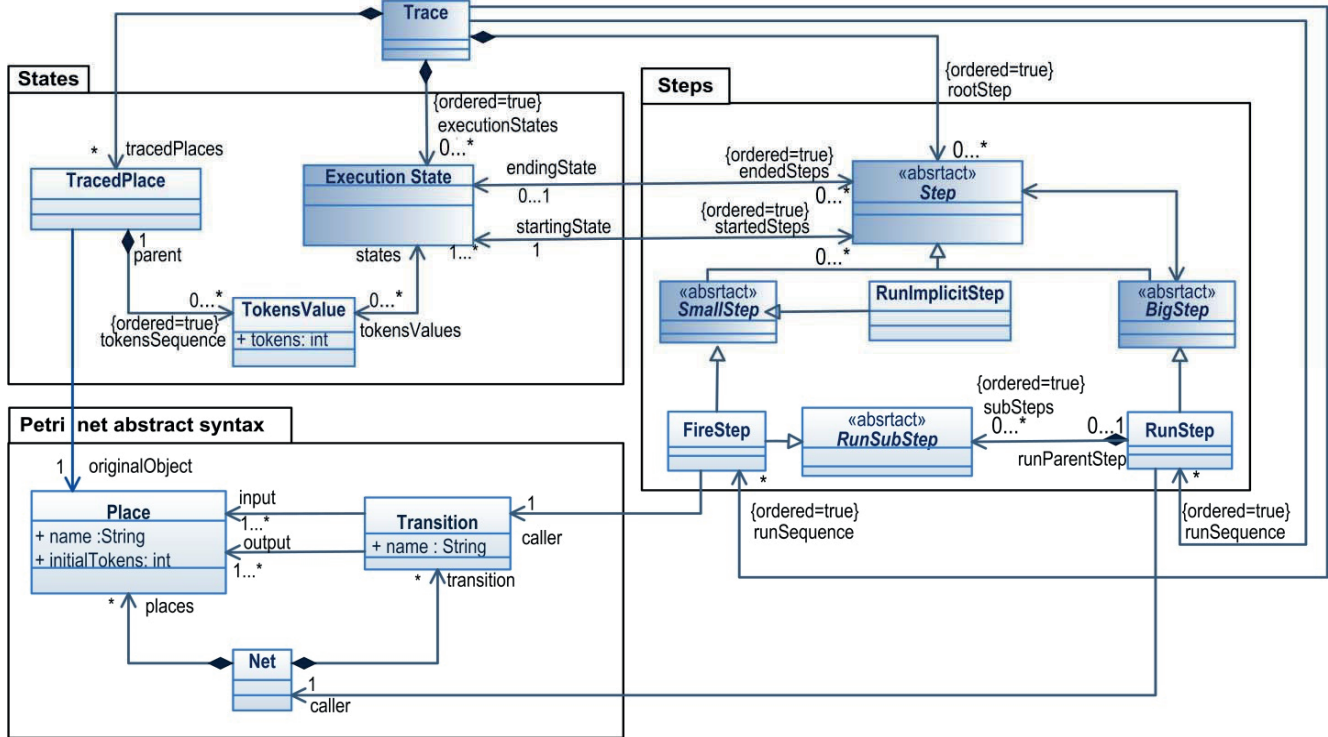 Trace
States
{ordered=true}
executionStates
0...*
{ordered=true}
rootStep
0...*
Steps
* tracedPlaces
TracedPlace
1
parent
Execution State
endingState
0...1
{ordered=true}
endedSteps
0...*
startingState
1
{ordered=true}
startedSteps
0...*
«absrtact»
Step
states
1...*
0...*
{ordered=true}
tokensSequence
TokensValue
+ tokens: int
0...*
tokensValues
«absrtact»
SmallStep
RunImplicitStep
«absrtact»
BigStep
FireStep
*
«absrtact»
RunSubStep
{ordered=true}
subSteps
0...*
0...1
runParentStep
RunStep
*
{ordered=true}
runSequence
{ordered=true}
runSequence
Petri net abstract syntax
1 originalObject
Place
+ name :String
+ initialTokens: int
input
1...*
output
1...*
Transition
+ name : String
1
caller
* places
* transition
Net
1
caller